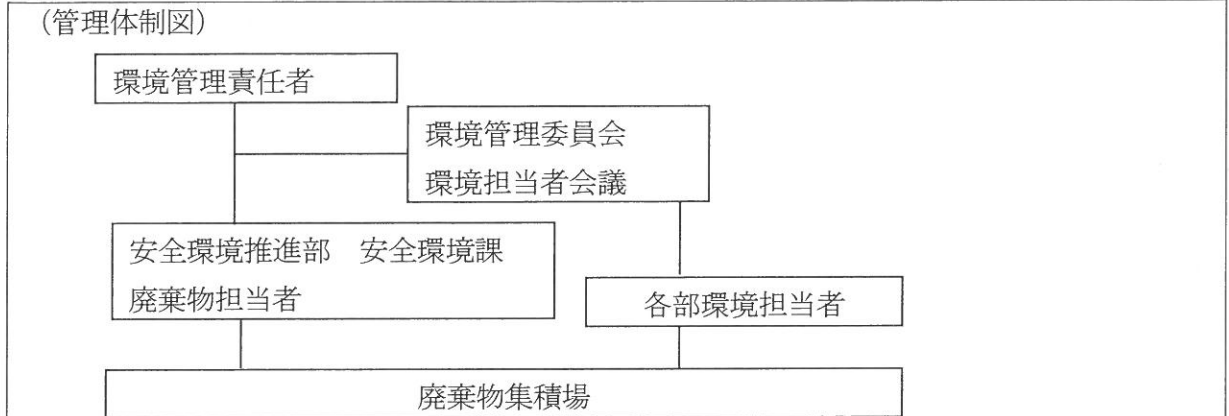 (管理体制図)
環境管理責任者
環境管理委員会
環境担当者会議
安全環境推進部 安全環境課
廃棄物担当者
各部環境担当者
廃棄物集積場